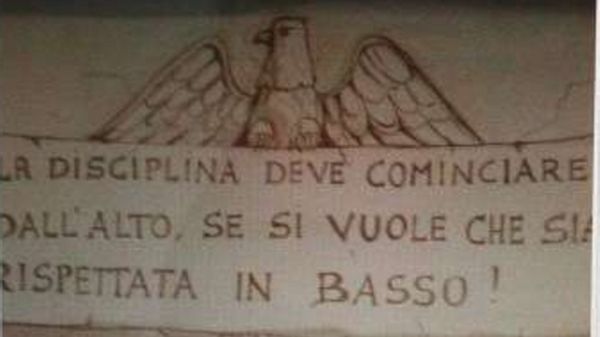 LA DISCIPLINA DEVE COMINCIARE
DALL'ALTO, SE SI VUOLE CHE SIA
RISPETTATA IN BASSO!